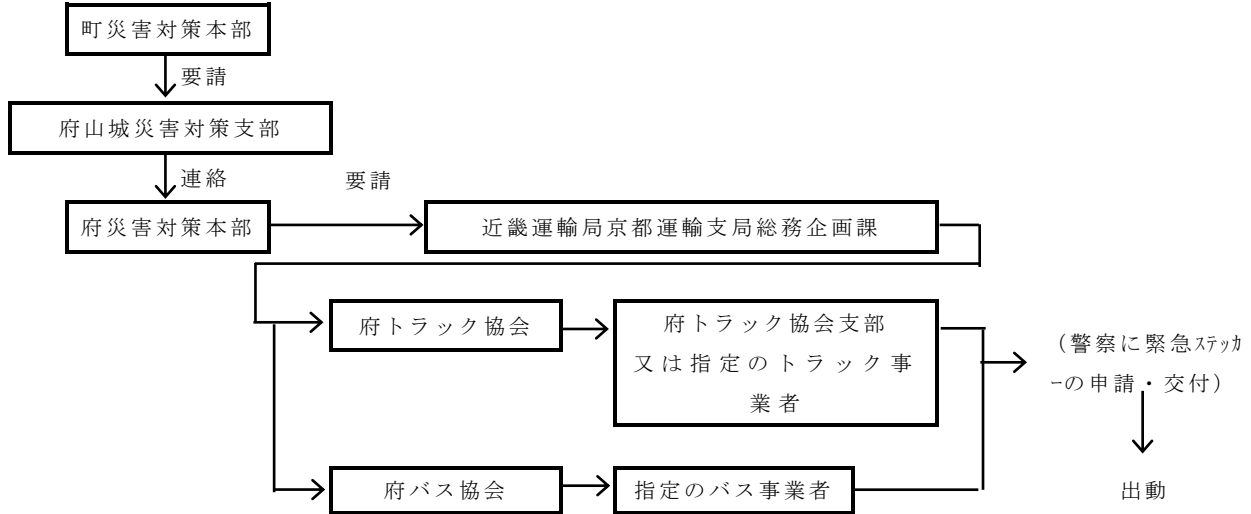 町災害対策本部
要請
府山城災害対策支部
連絡
要請
府災害対策本部
近畿運輸局京都運輸支局総務企画課
府トラック協会
府トラック協会支部
又は指定のトラック事
業者
（警察に緊急ｽﾃｯｶ
ｰの申請・交付）
府バス協会
指定のバス事業者
出動